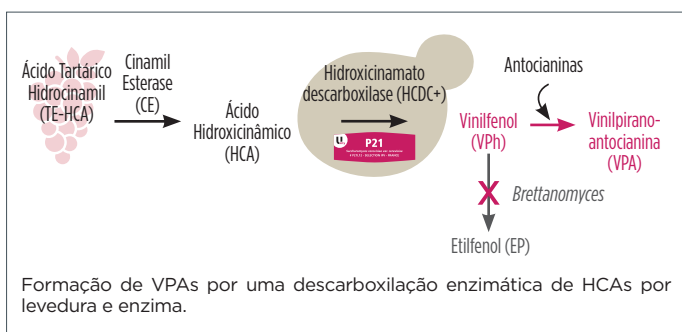 Ácido Tartárico
Hidrocinamil
(TE-HCA)
Cinamil
Esterase
(CE)
Ácido
Hidroxicinâmico
(HCA)
Hidroxicinamato
descarboxilase (HCDC+)
P21
Antocianinas
Vinilfenol
(VPh)
Vinilpirano-
antocianina
(VPA)
X
Brettanomyces
Etilfenol (EP)
Formação de VPAs por uma descarboxilação enzimática de HCAs por
levedura e enzima.